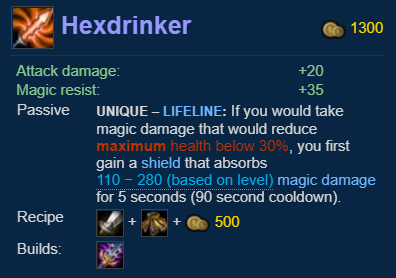 Hexdrinker 1300
Attack damage: +20
Magic resist: +35
Passive UNIQUE – LIFELINE: If you would take
magic damage that would reduce
maximum health below 30%, you first
gain a shield that absorbs
110 − 280 (based on level) magic damage
for 5 seconds (90 second cooldown).
Recipe + + 500
Builds: